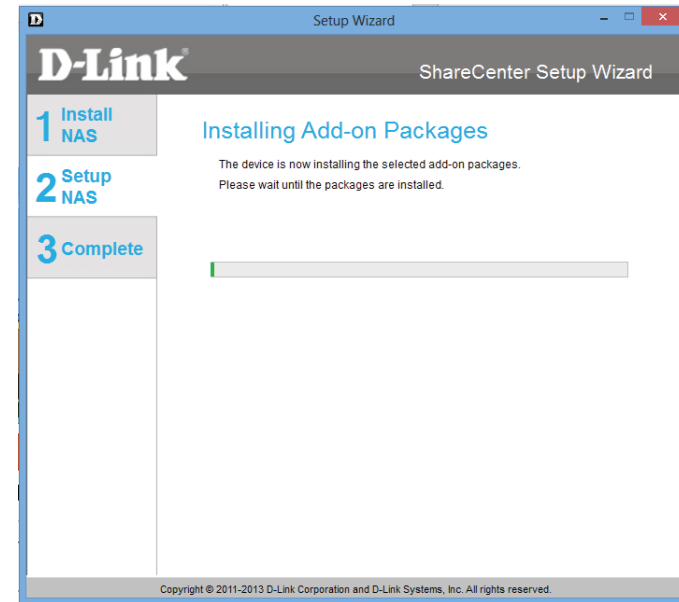 Setup Wizard
D-Link
ShareCenter Setup Wizard
1 Install
NAS
2 Setup
NAS
3 Complete
Installing Add-on Packages
The device is now installing the selected add-on packages.
Please wait until the packages are installed.
Copyright © 2011-2013 D-Link Corporation and D-Link Systems, Inc. All rights reserved.